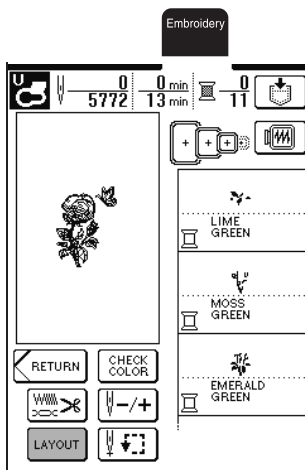 Embroidery
U
0 0 min 0
5772 13 min 11
LIME
GREEN
MOSS
GREEN
EMERALD
GREEN
RETURN
CHECK
COLOR
-/+
LAYOUT